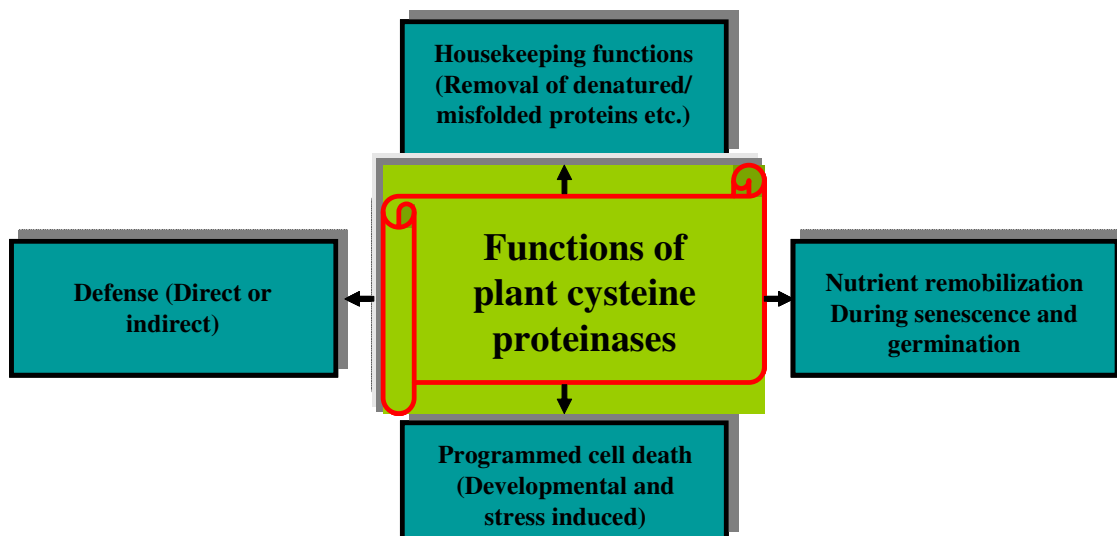 Housekeeping functions
(Removal of denatured/
misfolded proteins etc.)
Defense (Direct or
indirect)
Functions of
plant cysteine
proteinases
Nutrient remobilization
During senescence and
germination
Programmed cell death
(Developmental and
stress induced)